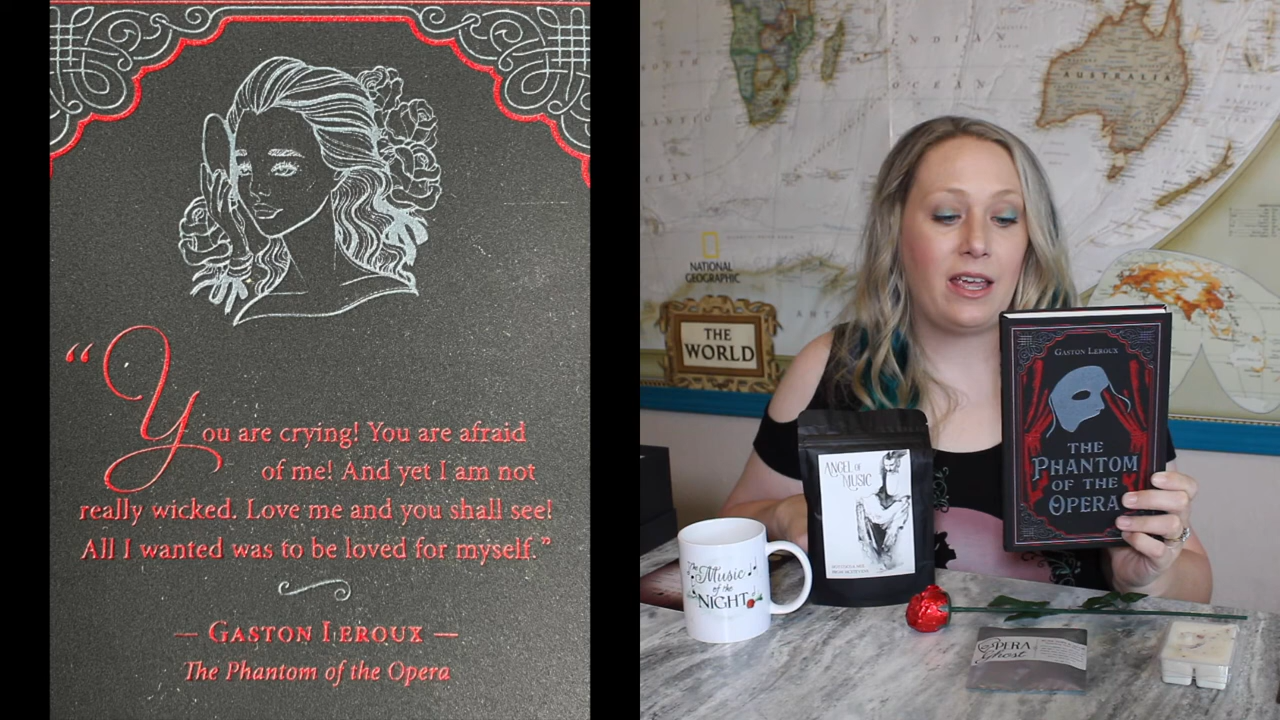 “You are crying! You are afraid
of me! And yet I am not
really wicked. Love me and you shall see!
All I wanted was to be loved for myself.”
— GASTON LEROUX —
The Phantom of the Opera
INDIAN
OCEAN
AUSTRALIA
NATIONAL
GEOGRAPHIC
THE
WORLD
GASTON LEROUX
THE
PHANTOM
OF THE
OPERA
ANGEL OF
MUSIC
Music
of the
NIGHT
OPERA
Ghost